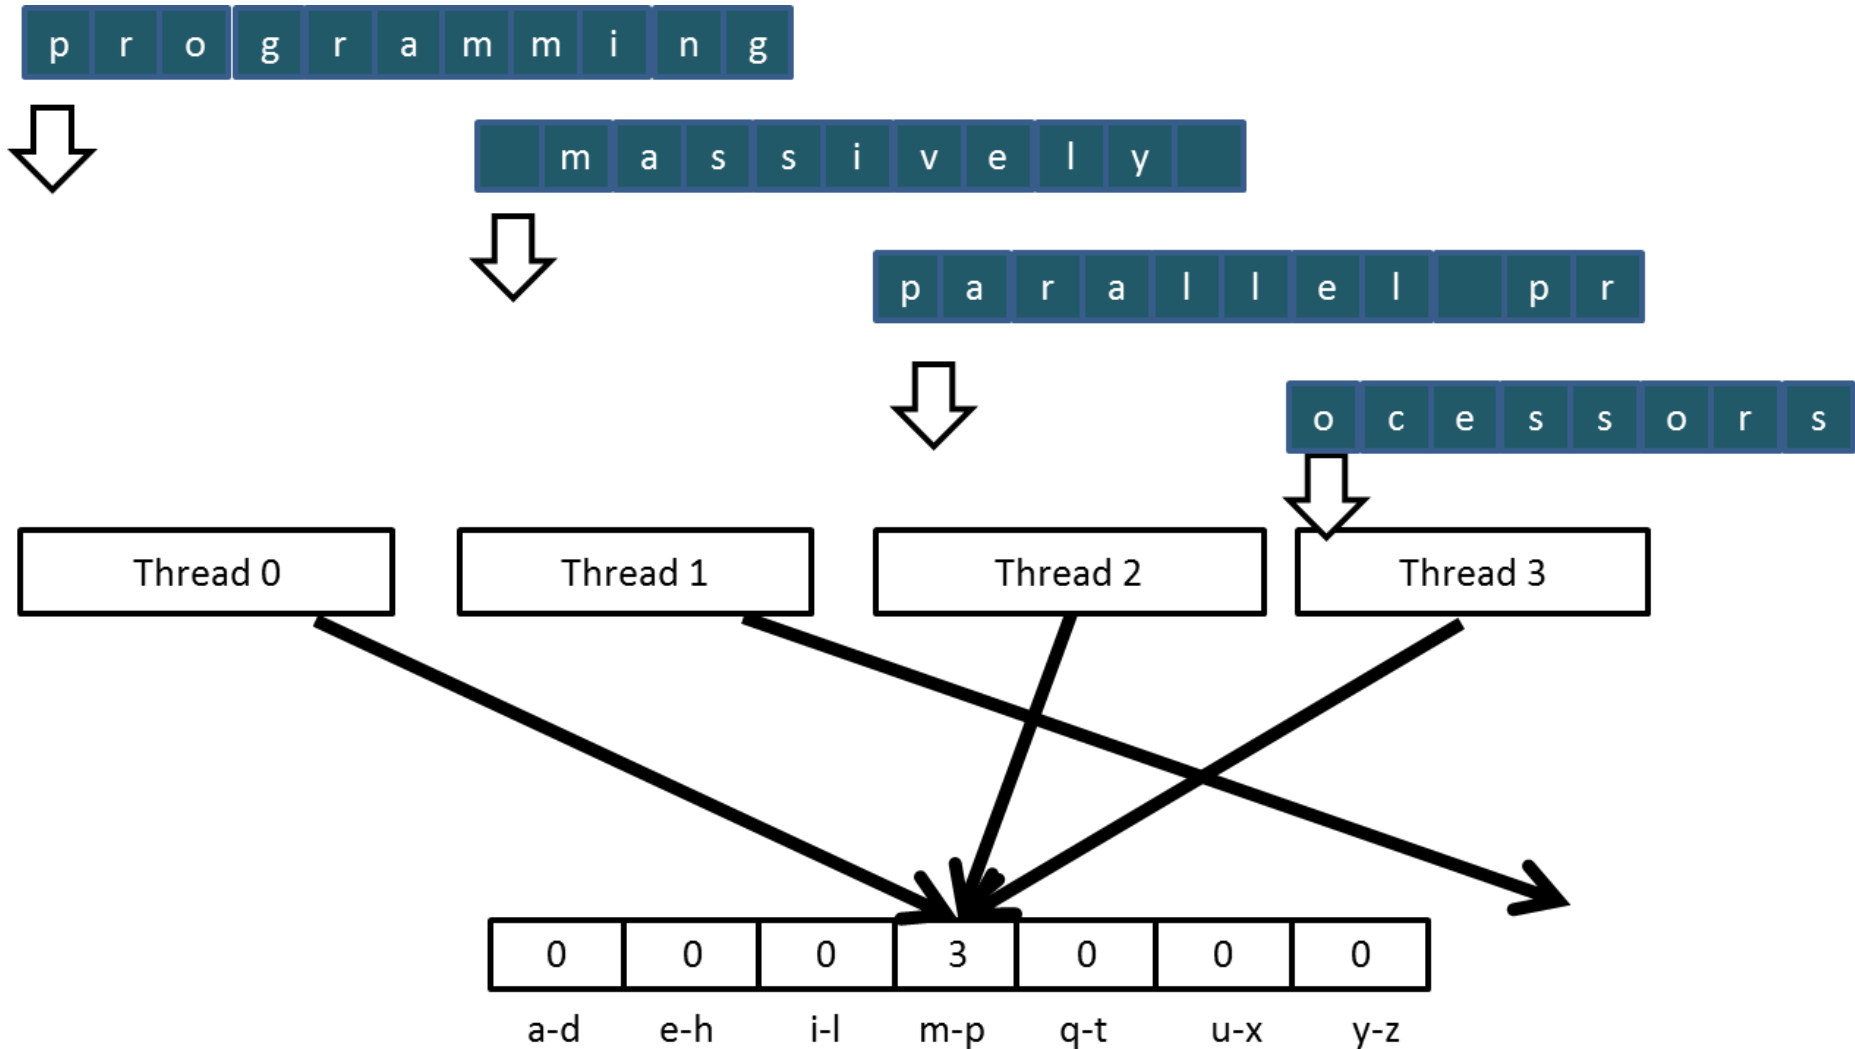 p r o g r a m m i n g
m a s s i v e l y
p a r a l l e l p r
o c e s s o r s
Thread 0 Thread 1 Thread 2 Thread 3
0 0 0 3 0 0 0
a-d e-h i-l m-p q-t u-x y-z